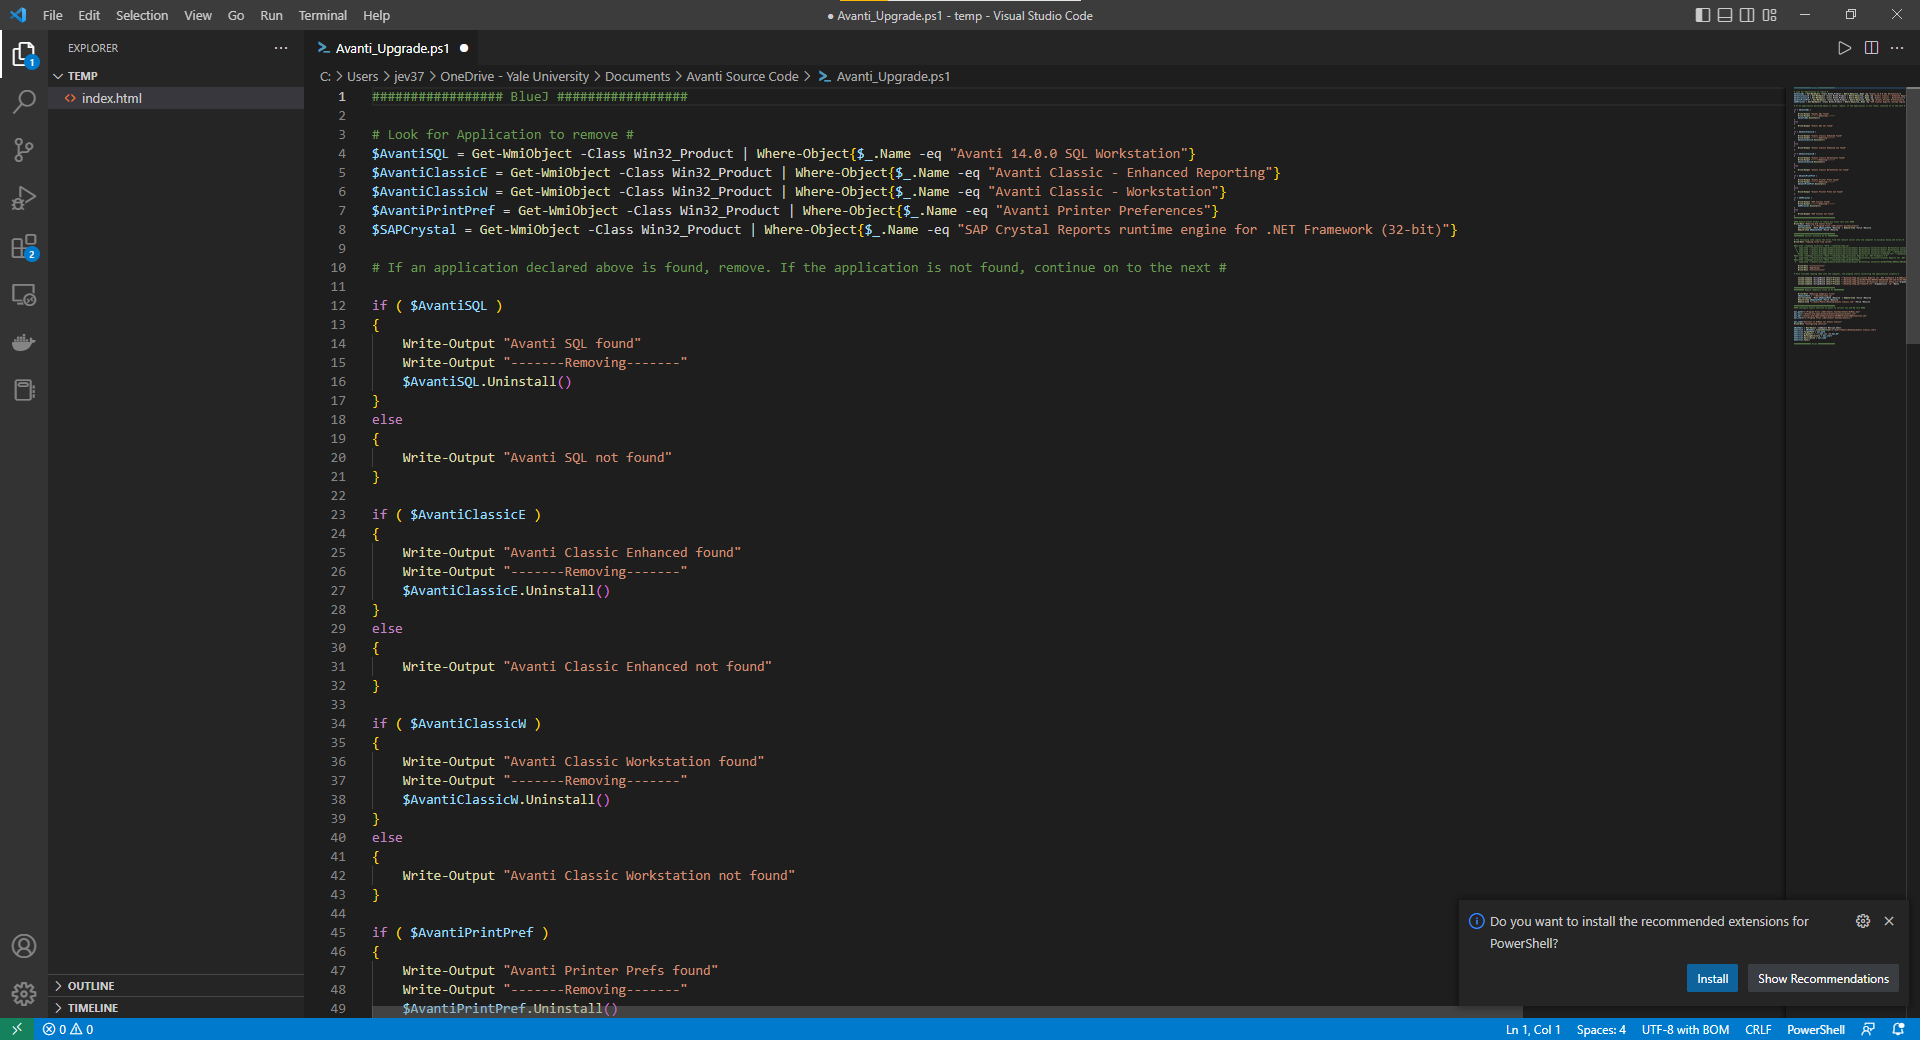 File Edit Selection View Go Run Terminal Help
● Avanti_Upgrade.ps1 - temp - Visual Studio Code
EXPLORER
Avanti_Upgrade.ps1
TEMP
C: > Users > jev37 > OneDrive - Yale University > Documents > Avanti Source Code > Avanti_Upgrade.ps1
index.html
1 ################# BlueJ #################
2
3 # Look for Application to remove #
4 $AvantiSQL = Get-WmiObject -Class Win32_Product | Where-Object{$_.Name -eq "Avanti 14.0.0 SQL Workstation"}
5 $AvantiClassicE = Get-WmiObject -Class Win32_Product | Where-Object{$_.Name -eq "Avanti Classic - Enhanced Reporting"}
6 $AvantiClassicW = Get-WmiObject -Class Win32_Product | Where-Object{$_.Name -eq "Avanti Classic - Workstation"}
7 $AvantiPrintPref = Get-WmiObject -Class Win32_Product | Where-Object{$_.Name -eq "Avanti Printer Preferences"}
8 $SAPCrystal = Get-WmiObject -Class Win32_Product | Where-Object{$_.Name -eq "SAP Crystal Reports runtime engine for .NET Framework (32-bit)"}
9
10 # If an application declared above is found, remove. If the application is not found, continue on to the next #
11
12 if ( $AvantiSQL )
13 {
14 Write-Output "Avanti SQL found"
15 Write-Output "-------Removing-------"
16 $AvantiSQL.Uninstall()
17 }
18 else
19 {
20 Write-Output "Avanti SQL not found"
21 }
22
23 if ( $AvantiClassicE )
24 {
25 Write-Output "Avanti Classic Enhanced found"
26 Write-Output "-------Removing-------"
27 $AvantiClassicE.Uninstall()
28 }
29 else
30 {
31 Write-Output "Avanti Classic Enhanced not found"
32 }
33
34 if ( $AvantiClassicW )
35 {
36 Write-Output "Avanti Classic Workstation found"
37 Write-Output "-------Removing-------"
38 $AvantiClassicW.Uninstall()
39 }
40 else
41 {
42 Write-Output "Avanti Classic Workstation not found"
43 }
44
45 if ( $AvantiPrintPref )
46 {
47 Write-Output "Avanti Printer Prefs found"
48 Write-Output "-------Removing-------"
49 $AvantiPrintPref.Uninstall()
1
2
Do you want to install the recommended extensions for
PowerShell?
Install
Show Recommendations
OUTLINE
TIMELINE
0 0
Ln 1, Col 1 Spaces: 4 UTF-8 with BOM CRLF PowerShell